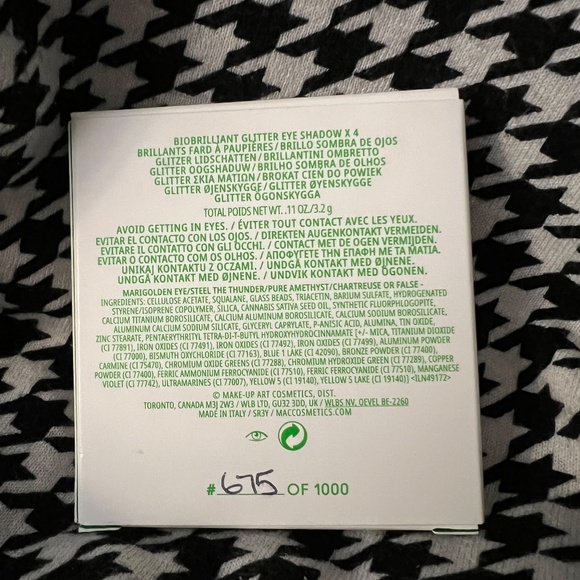 BIOBRILLIANT GLITTER EYE SHADOW X 4
BRILLANTS FARD À PAUPIÈRES / BRILLO SOMBRA DE OJOS
GLITZER LIDSCHATTEN / BRILLANTINI OMBRETTO
GLITTER OOGSHADUW / BRILHO SOMBRA DE OLHOS
GLITTER ΣΚΙΑ ΜΑΤΙΩΝ / BROKAT CIEN DO POWIEK
GLITTER ØJENSKYGGE / GLITTER ØYENSKYGGE
GLITTER ÖGONSKYGGA
TOTAL POIDS NET WT. .11 OZ./3.2 g
AVOID GETTING IN EYES. / ÉVITER TOUT CONTACT AVEC LES YEUX.
EVITAR EL CONTACTO CON LOS OJOS. / DIREKTEN AUGENKONTAKT VERMEIDEN.
EVITARE IL CONTATTO CON GLI OCCHI. / CONTACT MET DE OGEN VERMIJDEN.
EVITAR O CONTACTO COM OS OLHOS. / ΑΠΟΦΥΓΕΤΕ ΤΗΝ ΕΠΑΦΗ ΜΕ ΤΑ ΜΑΤΙΑ.
UNIKAJ KONTAKTU Z OCZAMI. / UNDGÅ KONTAKT MED ØJNENE.
UNDGÅ KONTAKT MED ØJNENE. / UNDVIK KONTAKT MED ÖGONEN.
MARIGOLDEN EYE/STEEL THE THUNDER/PURE AMETHYST/CHARTREUSE OR FALSE -
INGREDIENTS: CELLULOSE ACETATE, SQUALANE, GLASS BEADS, TRIACETIN, BARIUM SULFATE, HYDROGENATED
STYRENE/ISOPRENE COPOLYMER, SILICA, CANNABIS SATIVA SEED OIL, SYNTHETIC FLUORPHLOGOPITE,
CALCIUM TITANIUM BOROSILICATE, CALCIUM ALUMINUM BOROSILICATE, CALCIUM SODIUM BOROSILICATE,
ALUMINUM CALCIUM SODIUM SILICATE, GLYCERYL CAPRYLATE, P-ANISIC ACID, ALUMINA, TIN OXIDE,
ZINC STEARATE, PENTAERYTHRITYL TETRA-DI-T-BUTYL HYDROXYHYDROCINNAMATE [+/- MICA, TITANIUM DIOXIDE
(CI 77891), IRON OXIDES (CI 77491), IRON OXIDES (CI 77492), IRON OXIDES (CI 77499), ALUMINUM POWDER
(CI 77000), BISMUTH OXYCHLORIDE (CI 77163), BLUE 1 LAKE (CI 42090), BRONZE POWDER (CI 77400),
CARMINE (CI 75470), CHROMIUM OXIDE GREENS (CI 77288), CHROMIUM HYDROXIDE GREEN (CI 77289), COPPER
POWDER (CI 77400), FERRIC AMMONIUM FERROCYANIDE (CI 77510), FERRIC FERROCYANIDE (CI 77510), MANGANESE
VIOLET (CI 77742), ULTRAMARINES (CI 77007), YELLOW 5 (CI 19140), YELLOW 5 LAKE (CI 19140)] <ILN49172>
© MAKE-UP ART COSMETICS, DIST.
TORONTO, CANADA M3J 2W3 / WLB LTD, GU32 3DD, UK / WLBS NV, OEVEL BE-2260
MADE IN ITALY / SR3Y / MACCOSMETICS.COM
# 675 OF 1000